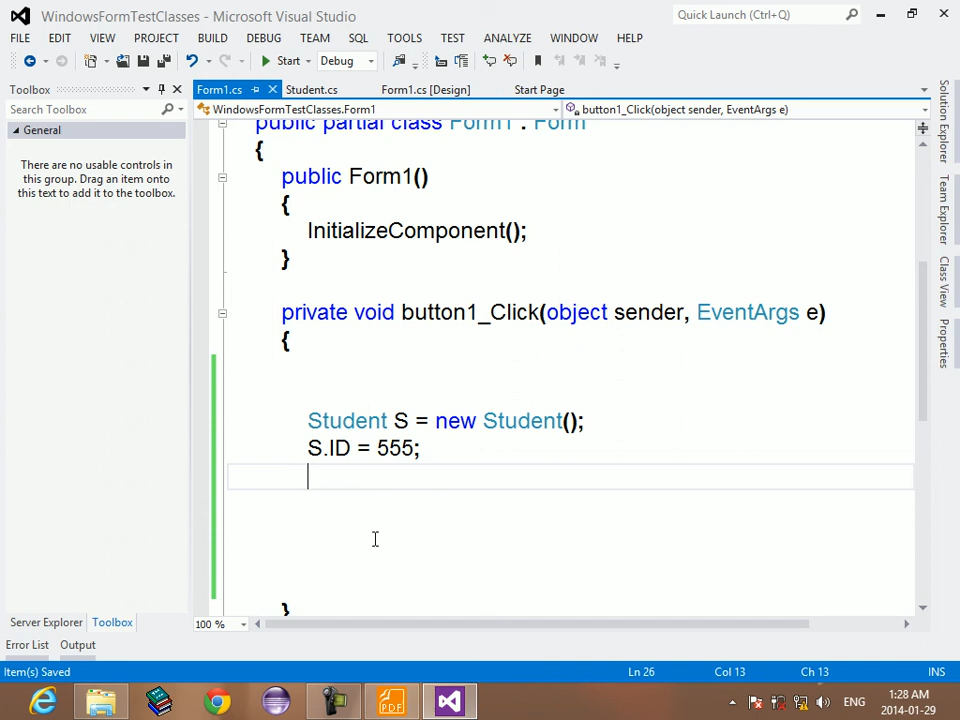 WindowsFormTestClasses - Microsoft Visual Studio
Quick Launch (Ctrl+Q)
FILE EDIT VIEW PROJECT BUILD DEBUG TEAM SQL TOOLS TEST ANALYZE WINDOW HELP
Start Debug
Toolbox
Form1.cs Student.cs Form1.cs [Design] Start Page
Search Toolbox
WindowsFormTestClasses.Form1 button1_Click(object sender, EventArgs e)
General
There are no usable controls in
this group. Drag an item onto
this text to add it to the toolbox.
public partial class Form1 : Form
{
public Form1()
{
InitializeComponent();
}
private void button1_Click(object sender, EventArgs e)
{
Student S = new Student();
S.ID = 555;
}
Solution Explorer
Team Explorer
Class View
Properties
Server Explorer Toolbox
100 %
Error List Output
Item(s) Saved Ln 26 Col 13 Ch 13 INS
PDF
ENG
1:28 AM
2014-01-29